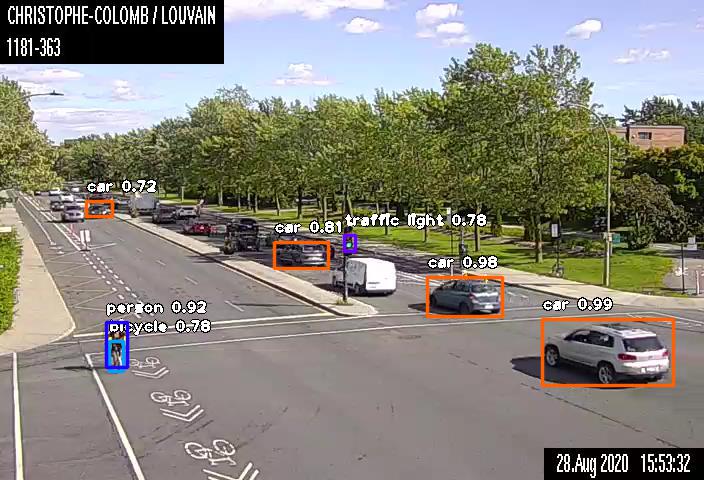 CHRISTOPHE-COLOMB / LOUVAIN
1181-363
car 0.72
car 0.81
traffic light 0.78
car 0.98
car 0.99
person 0.92
bicycle 0.78
28.Aug 2020 15:53:32